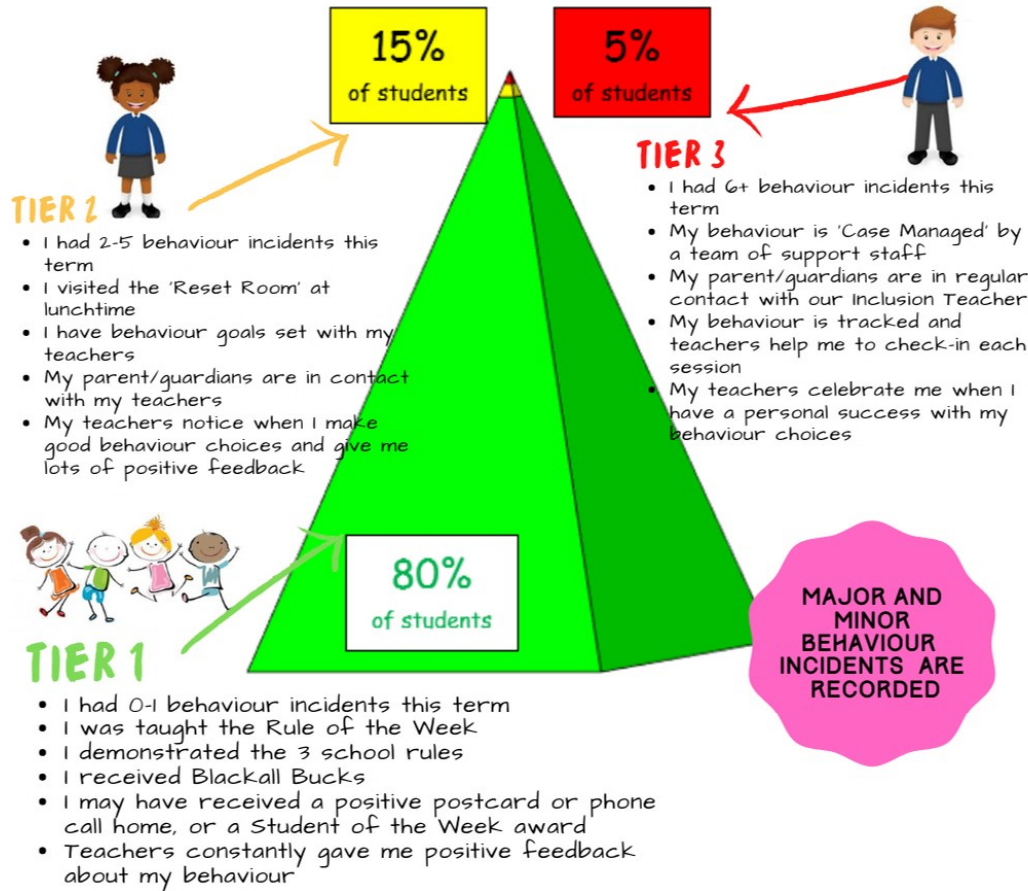 15%
of students
5%
of students
TIER 2
• I had 2-5 behaviour incidents this
term
• I visited the 'Reset Room' at
lunchtime
• I have behaviour goals set with my
teachers
• My parent/guardians are in contact
with my teachers
• My teachers notice when I make
good behaviour choices and give me
lots of positive feedback
TIER 3
• I had 6+ behaviour incidents this
term
• My behaviour is 'Case Managed' by
a team of support staff
• My parent/guardians are in regular
contact with our Inclusion Teacher
• My behaviour is tracked and
teachers help me to check-in each
session
• My teachers celebrate me when I
have a personal success with my
behaviour choices
80%
of students
TIER 1
• I had 0-1 behaviour incidents this term
• I was taught the Rule of the Week
• I demonstrated the 3 school rules
• I received Blackall Bucks
• I may have received a positive postcard or phone
call home, or a Student of the Week award
• Teachers constantly gave me positive feedback
about my behaviour
MAJOR AND
MINOR
BEHAVIOUR
INCIDENTS ARE
RECORDED